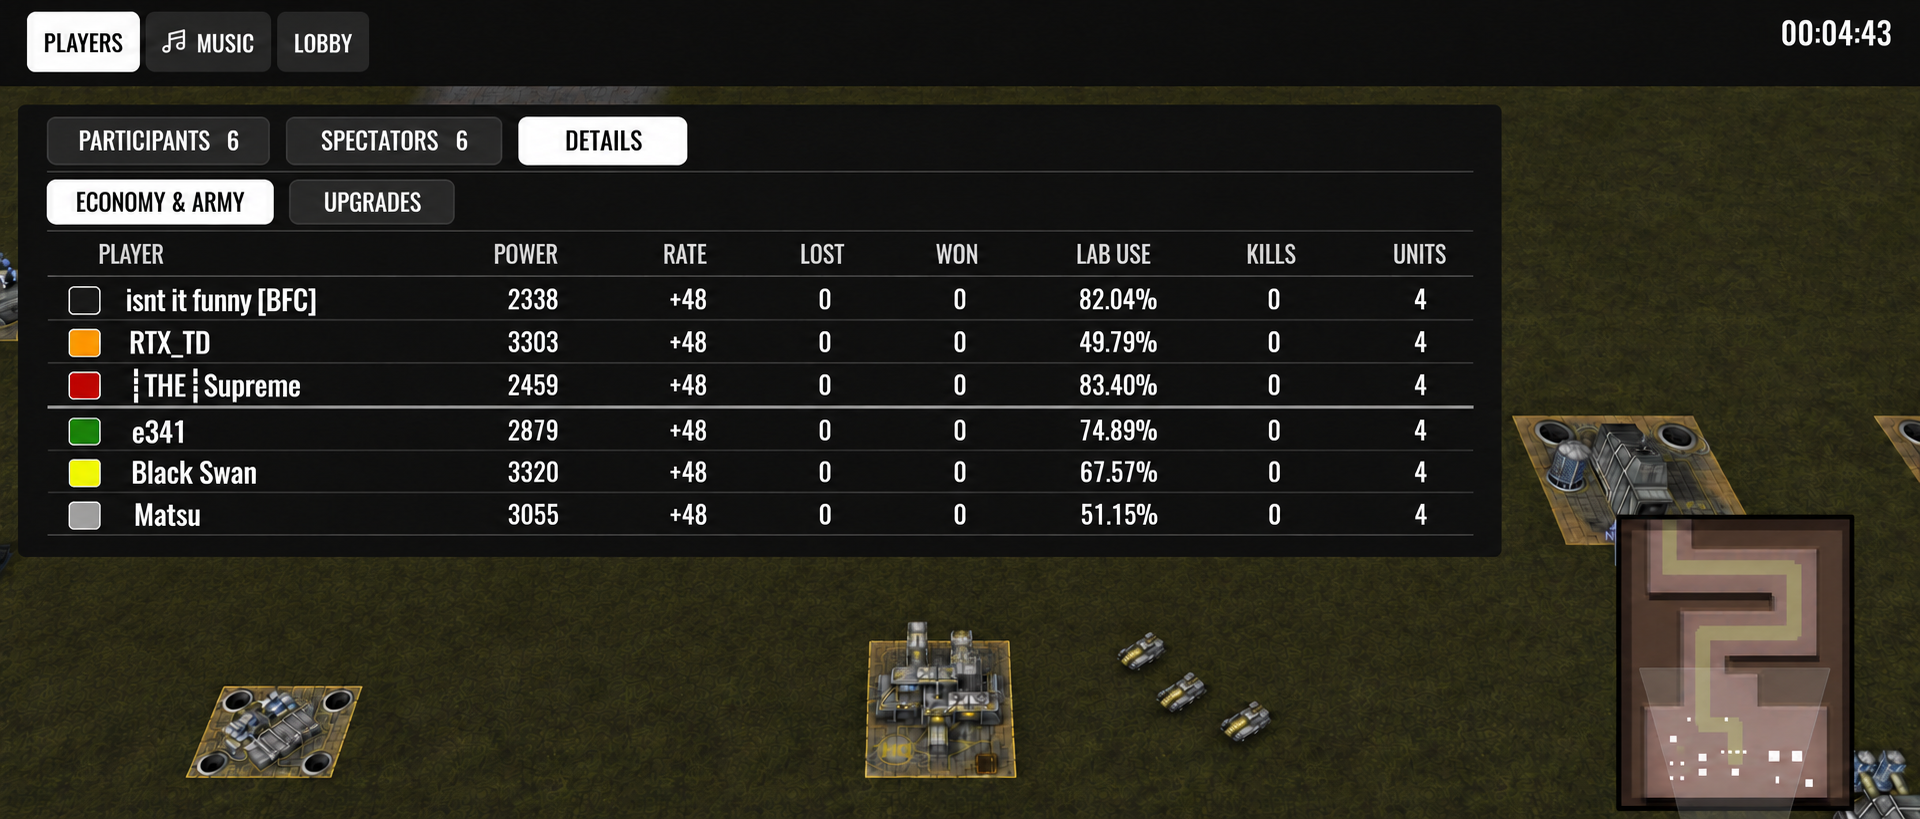 PLAYERS MUSIC LOBBY 00:04:43
PARTICIPANTS 6 SPECTATORS 6 DETAILS
ECONOMY & ARMY UPGRADES
PLAYER POWER RATE LOST WON LAB USE KILLS UNITS
isnt it funny [BFC] 2338 +48 0 0 82.04% 0 4
RTX_TD 3303 +48 0 0 49.79% 0 4
┋THE┋Supreme 2459 +48 0 0 83.40% 0 4
e341 2879 +48 0 0 74.89% 0 4
Black Swan 3320 +48 0 0 67.57% 0 4
Matsu 3055 +48 0 0 51.15% 0 4